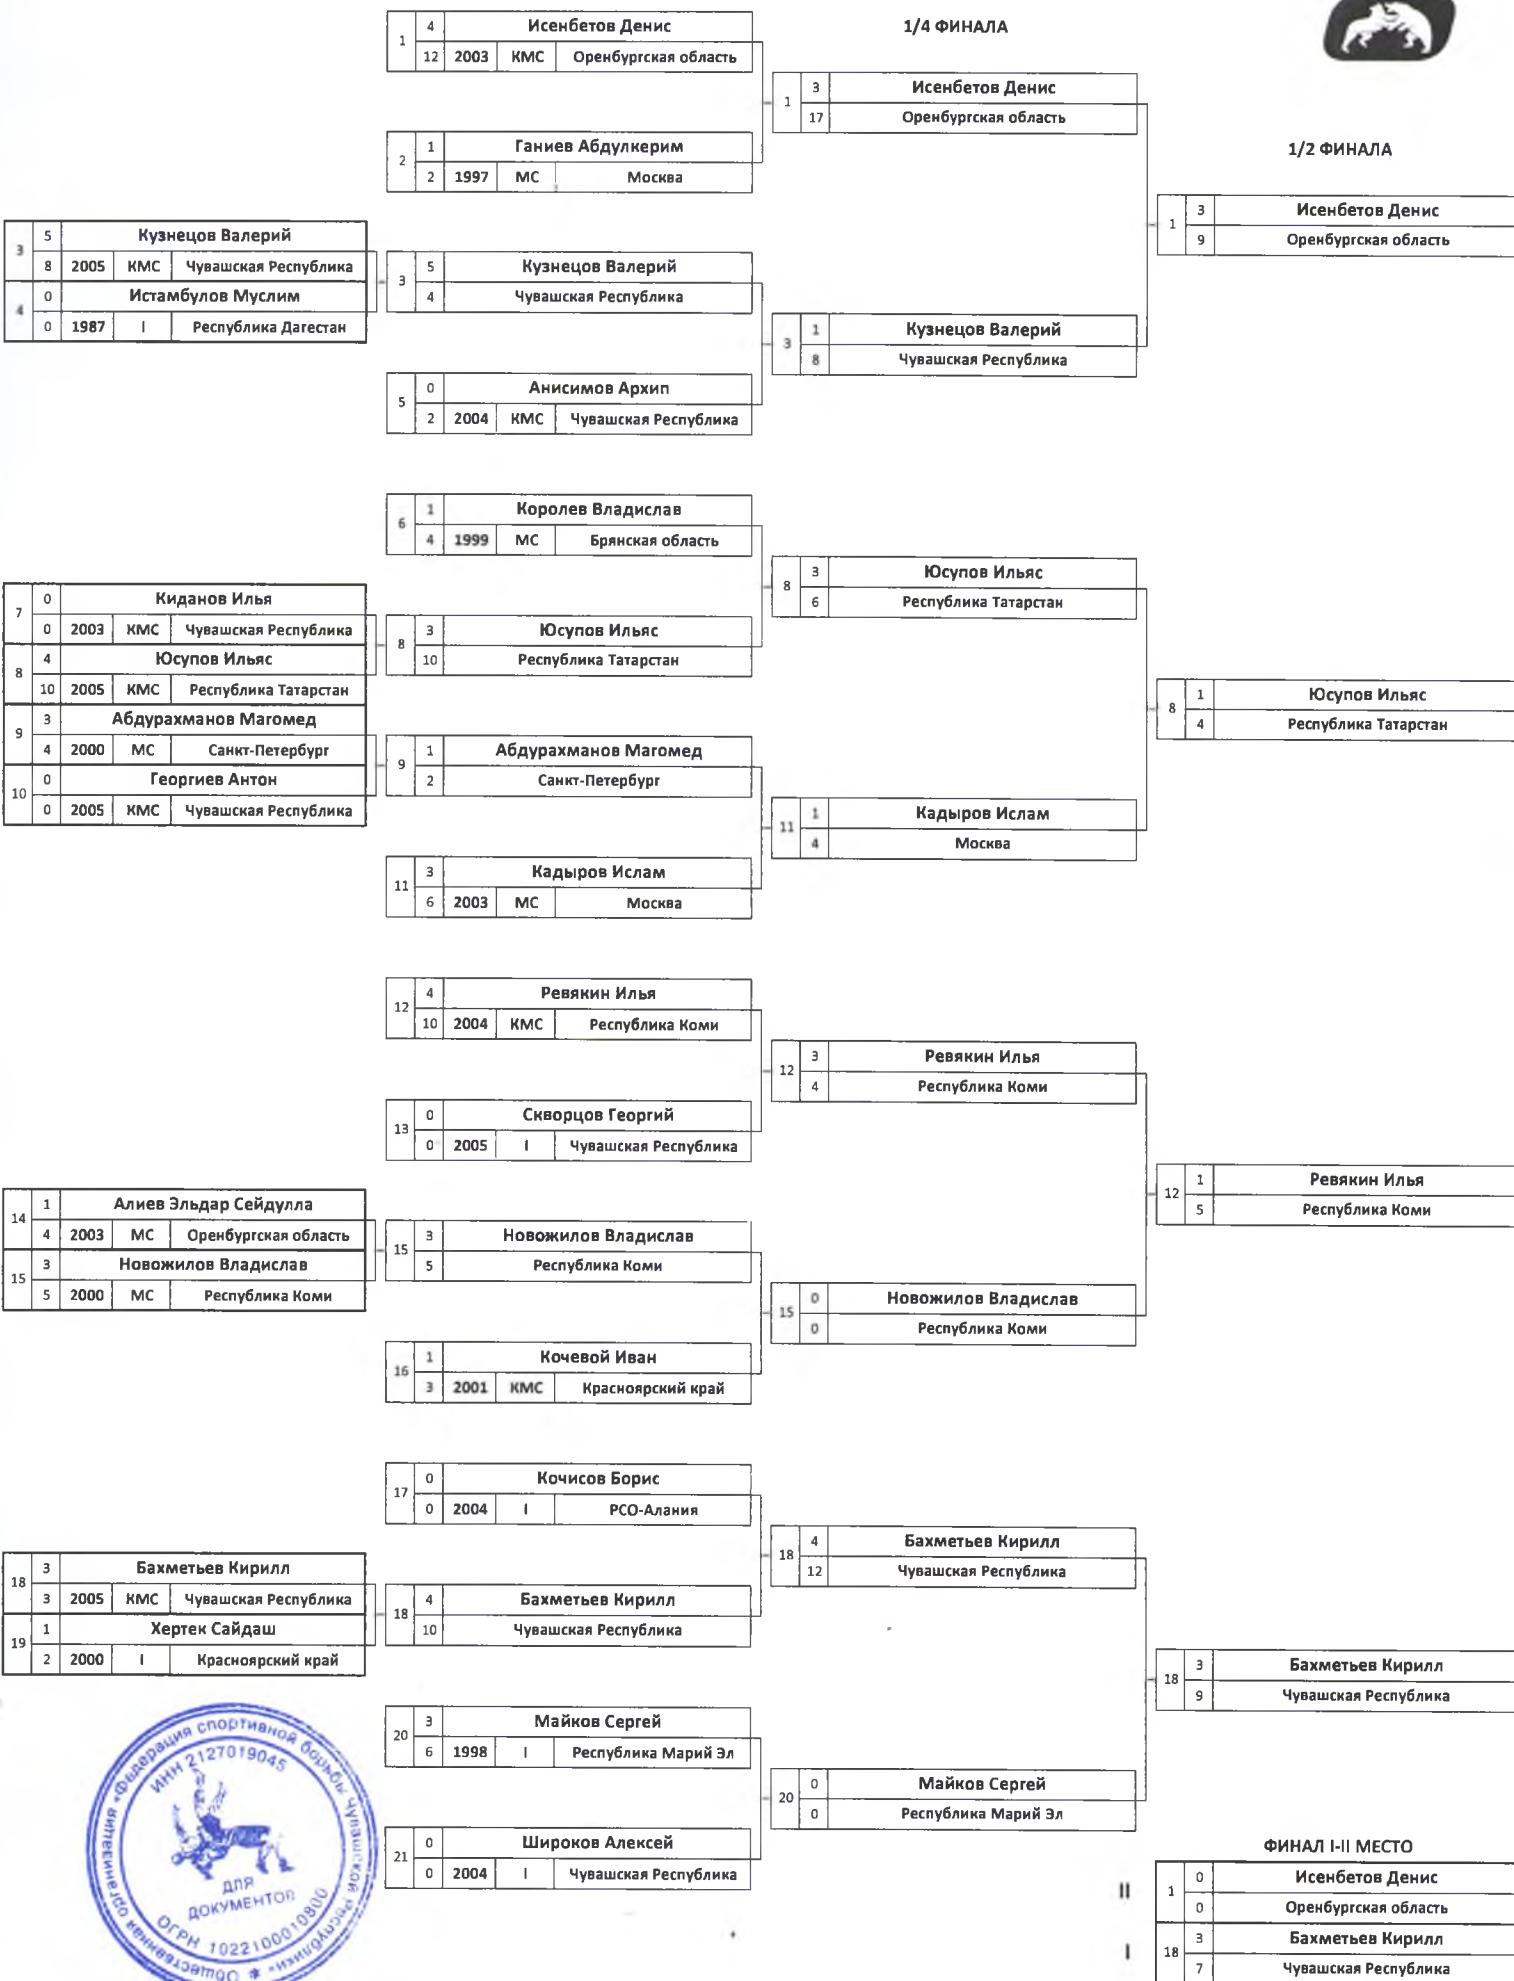 1/4 ФИНАЛА
1/2 ФИНАЛА
3 5 Кузнецов Валерий
8 2005 КМС Чувашская Республика
4 0 Истамбулов Муслим
0 1987 I Республика Дагестан
7 0 Киданов Илья
0 2003 КМС Чувашская Республика
8 4 Юсупов Ильяс
10 2005 КМС Республика Татарстан
9 3 Абдурахманов Магомед
4 2000 МС Санкт-Петербург
10 0 Георгиев Антон
0 2005 КМС Чувашская Республика
14 1 Алиев Эльдар Сейдулла
4 2003 МС Оренбургская область
15 3 Новожилов Владислав
5 2000 МС Республика Коми
18 3 Бахметьев Кирилл
3 2005 КМС Чувашская Республика
19 1 Хертек Сайдаш
2 2000 I Красноярский край
1 4 Исенбетов Денис
12 2003 КМС Оренбургская область
2 1 Ганиев Абдулкерим
2 1997 МС Москва
3 5 Кузнецов Валерий
4 Чувашская Республика
5 0 Анисимов Архип
2 2004 КМС Чувашская Республика
6 1 Королев Владислав
4 1999 МС Брянская область
8 3 Юсупов Ильяс
10 Республика Татарстан
9 1 Абдурахманов Магомед
2 Санкт-Петербург
11 3 Кадыров Ислам
6 2003 МС Москва
12 4 Ревякин Илья
10 2004 КМС Республика Коми
13 0 Скворцов Георгий
0 2005 I Чувашская Республика
15 3 Новожилов Владислав
5 Республика Коми
16 1 Кочевой Иван
3 2001 КМС Красноярский край
17 0 Кочисов Борис
0 2004 I РСО-Алания
18 4 Бахметьев Кирилл
10 Чувашская Республика
20 3 Майков Сергей
6 1998 I Республика Марий Эл
21 0 Широков Алексей
0 2004 I Чувашская Республика
1 3 Исенбетов Денис
17 Оренбургская область
3 1 Кузнецов Валерий
8 Чувашская Республика
8 3 Юсупов Ильяс
6 Республика Татарстан
11 1 Кадыров Ислам
4 Москва
12 3 Ревякин Илья
4 Республика Коми
15 0 Новожилов Владислав
0 Республика Коми
18 4 Бахметьев Кирилл
12 Чувашская Республика
20 0 Майков Сергей
0 Республика Марий Эл
1 3 Исенбетов Денис
9 Оренбургская область
8 1 Юсупов Ильяс
4 Республика Татарстан
12 1 Ревякин Илья
5 Республика Коми
18 3 Бахметьев Кирилл
9 Чувашская Республика
ФИНАЛ I-II МЕСТО
II 1 0 Исенбетов Денис
0 Оренбургская область
I 18 3 Бахметьев Кирилл
7 Чувашская Республика
Общественная организация «Федерация спортивной борьбы Чувашской Республики»
ИНН 2127019045
ДЛЯ
ДОКУМЕНТОВ
ОГРН 1022100010800